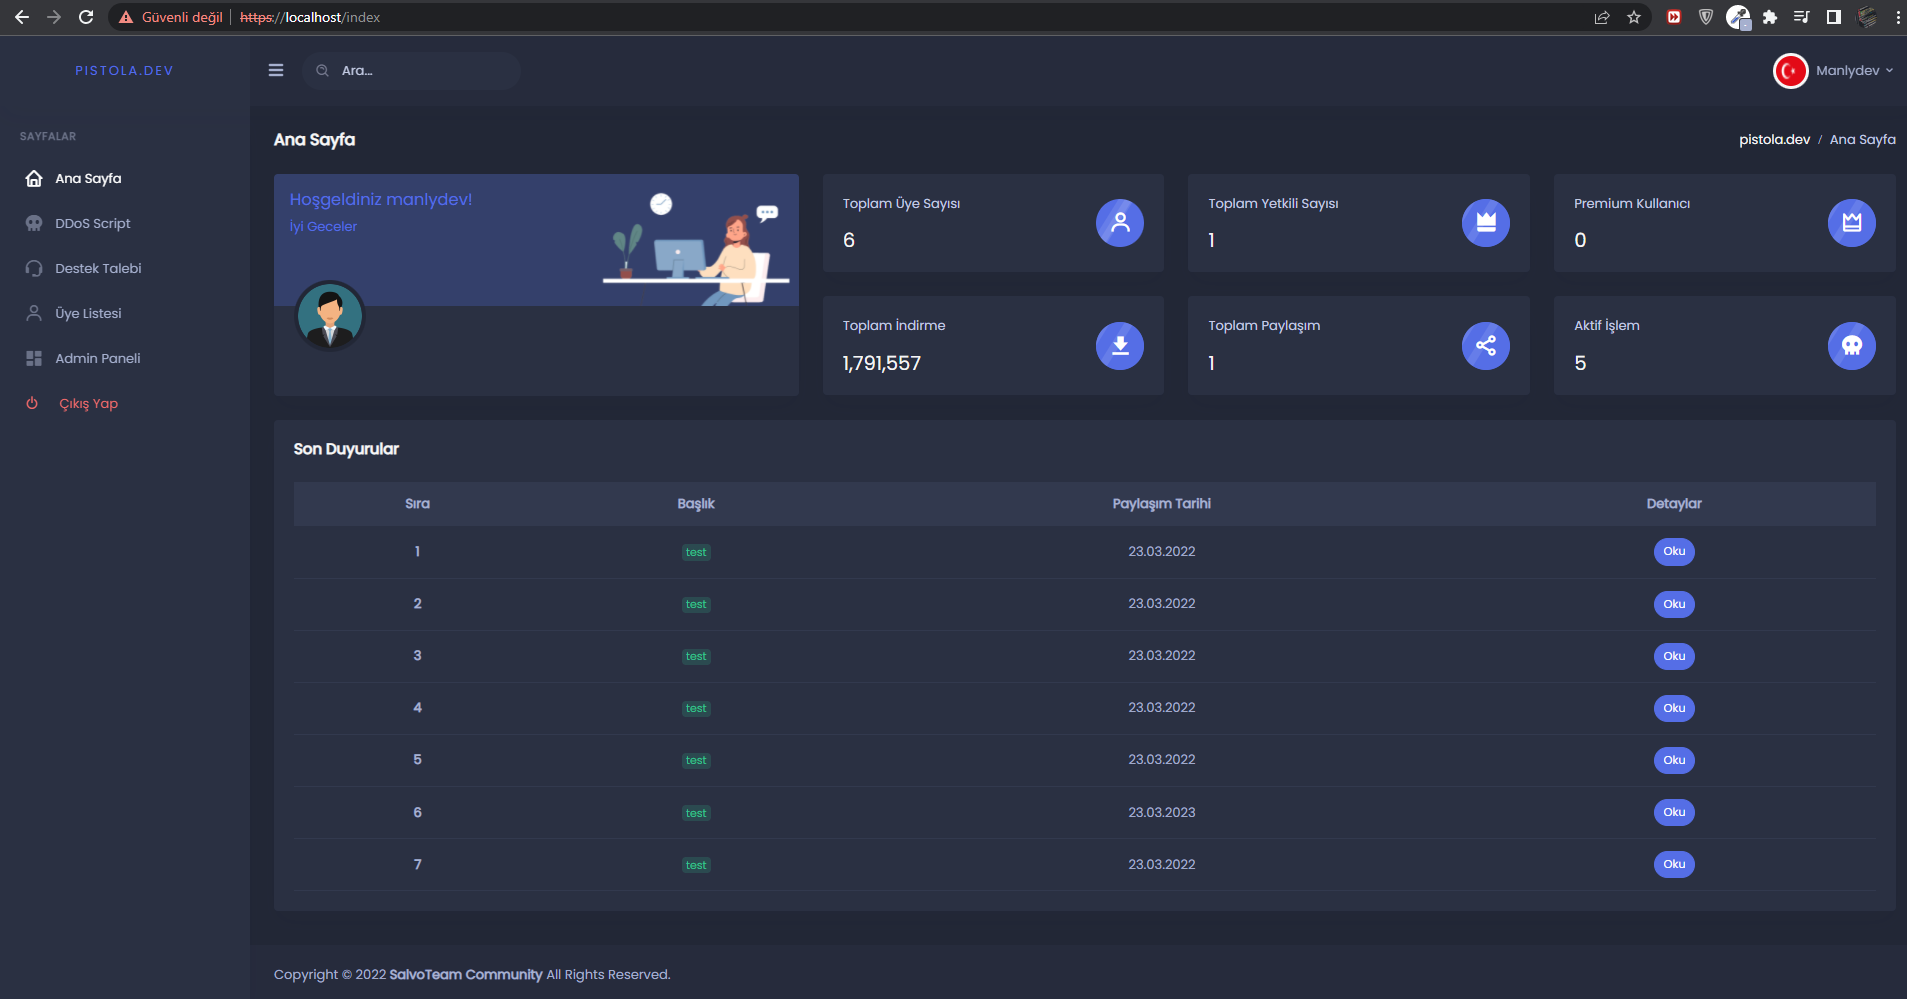 Güvenli değil https://localhost/index
PISTOLA.DEV
Ara...
Manlydev
SAYFALAR
Ana Sayfa
DDoS Script
Destek Talebi
Üye Listesi
Admin Paneli
Çıkış Yap
Ana Sayfa
pistola.dev / Ana Sayfa
Hoşgeldiniz manlydev!
İyi Geceler
Toplam Üye Sayısı
6
Toplam Yetkili Sayısı
1
Premium Kullanıcı
0
Toplam İndirme
1,791,557
Toplam Paylaşım
1
Aktif İşlem
5
Son Duyurular
Sıra Başlık Paylaşım Tarihi Detaylar
1 test 23.03.2022 Oku
2 test 23.03.2022 Oku
3 test 23.03.2022 Oku
4 test 23.03.2022 Oku
5 test 23.03.2022 Oku
6 test 23.03.2023 Oku
7 test 23.03.2022 Oku
Copyright © 2022 SalvoTeam Community All Rights Reserved.